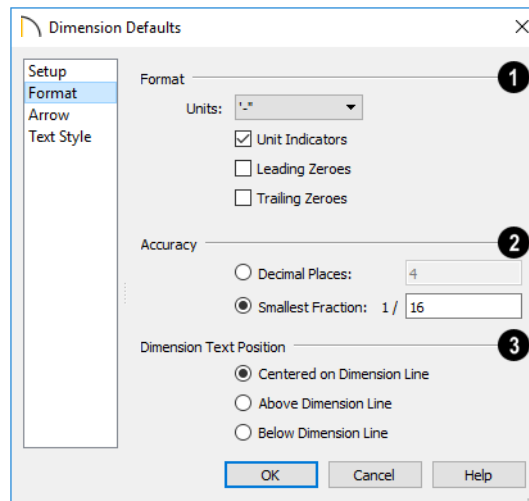 Dimension Defaults
Setup
Format
Arrow
Text Style
Format 1
Units: '-"
Unit Indicators
Leading Zeroes
Trailing Zeroes
Accuracy 2
Decimal Places: 4
Smallest Fraction: 1 / 16
Dimension Text Position 3
Centered on Dimension Line
Above Dimension Line
Below Dimension Line
OK Cancel Help